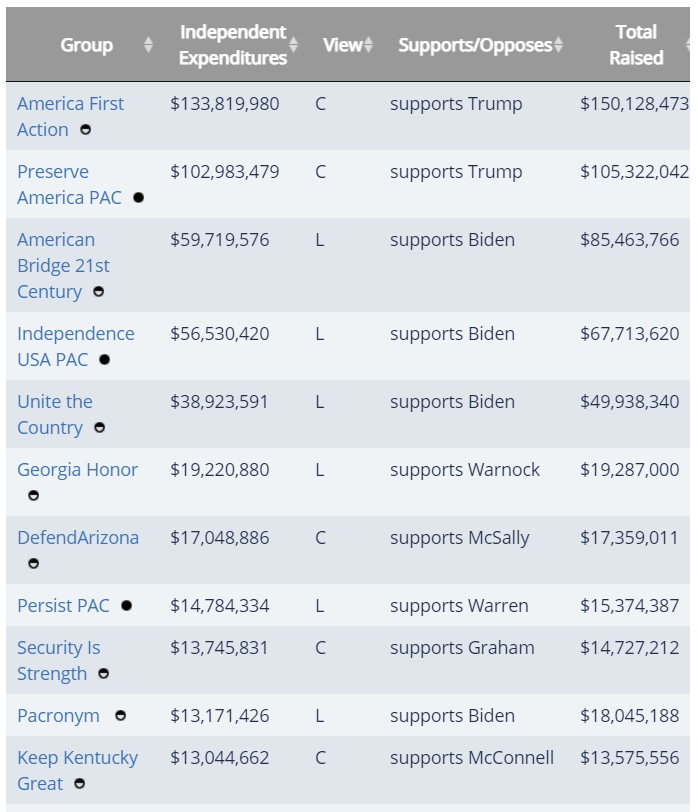 Group Independent Expenditures View Supports/Opposes Total Raised
America First Action $133,819,980 C supports Trump $150,128,473
Preserve America PAC $102,983,479 C supports Trump $105,322,042
American Bridge 21st Century $59,719,576 L supports Biden $85,463,766
Independence USA PAC $56,530,420 L supports Biden $67,713,620
Unite the Country $38,923,591 L supports Biden $49,938,340
Georgia Honor $19,220,880 L supports Warnock $19,287,000
DefendArizona $17,048,886 C supports McSally $17,359,011
Persist PAC $14,784,334 L supports Warren $15,374,387
Security Is Strength $13,745,831 C supports Graham $14,727,212
Pacronym $13,171,426 L supports Biden $18,045,188
Keep Kentucky Great $13,044,662 C supports McConnell $13,575,556